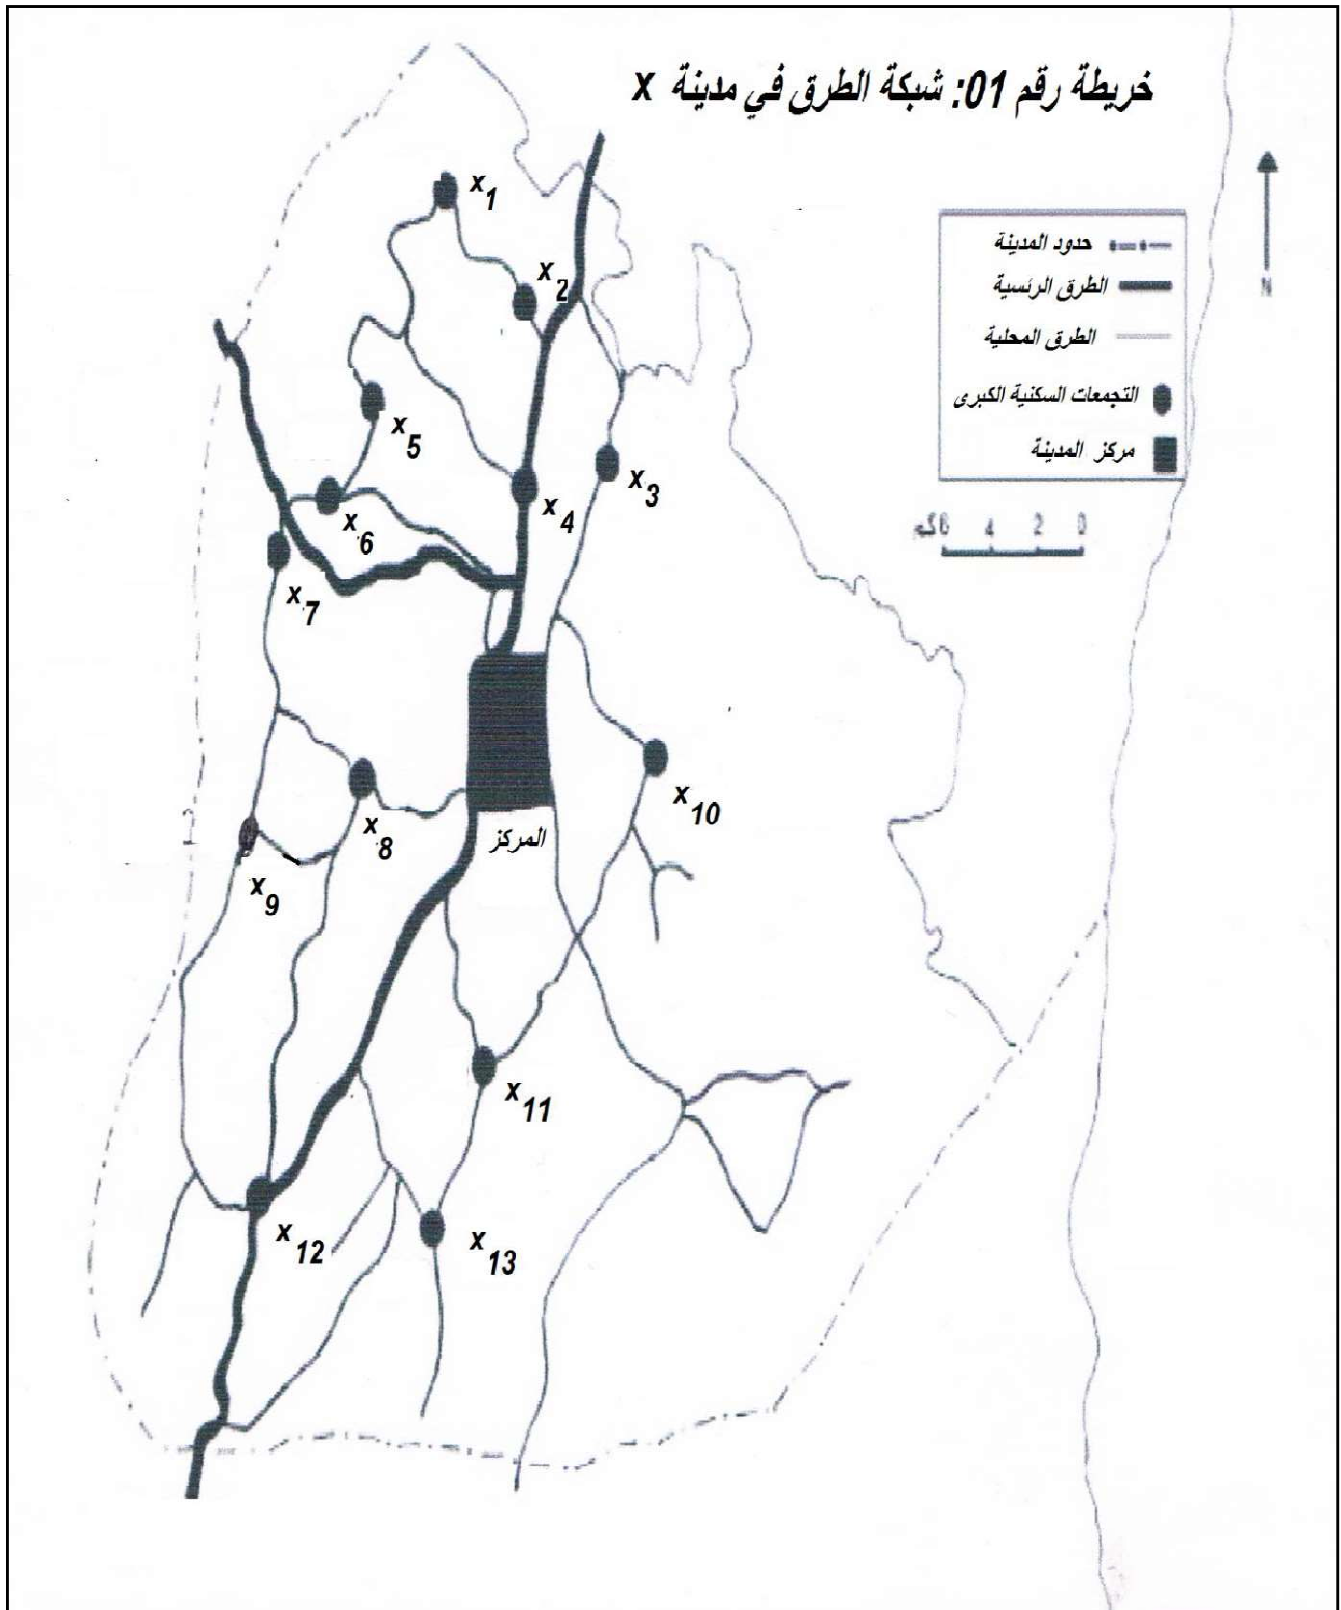 خريطة رقم 01: شبكة الطرق في مدينة x
x1
x2
حدود المدينة
الطرق الرئسية
الطرق المحلية
التجمعات السكنية الكبرى
مركز المدينة
N
x5
x3
x4
x6
كم6 4 2 0
x7
x10
x8
المركز
x9
x11
x12
x13